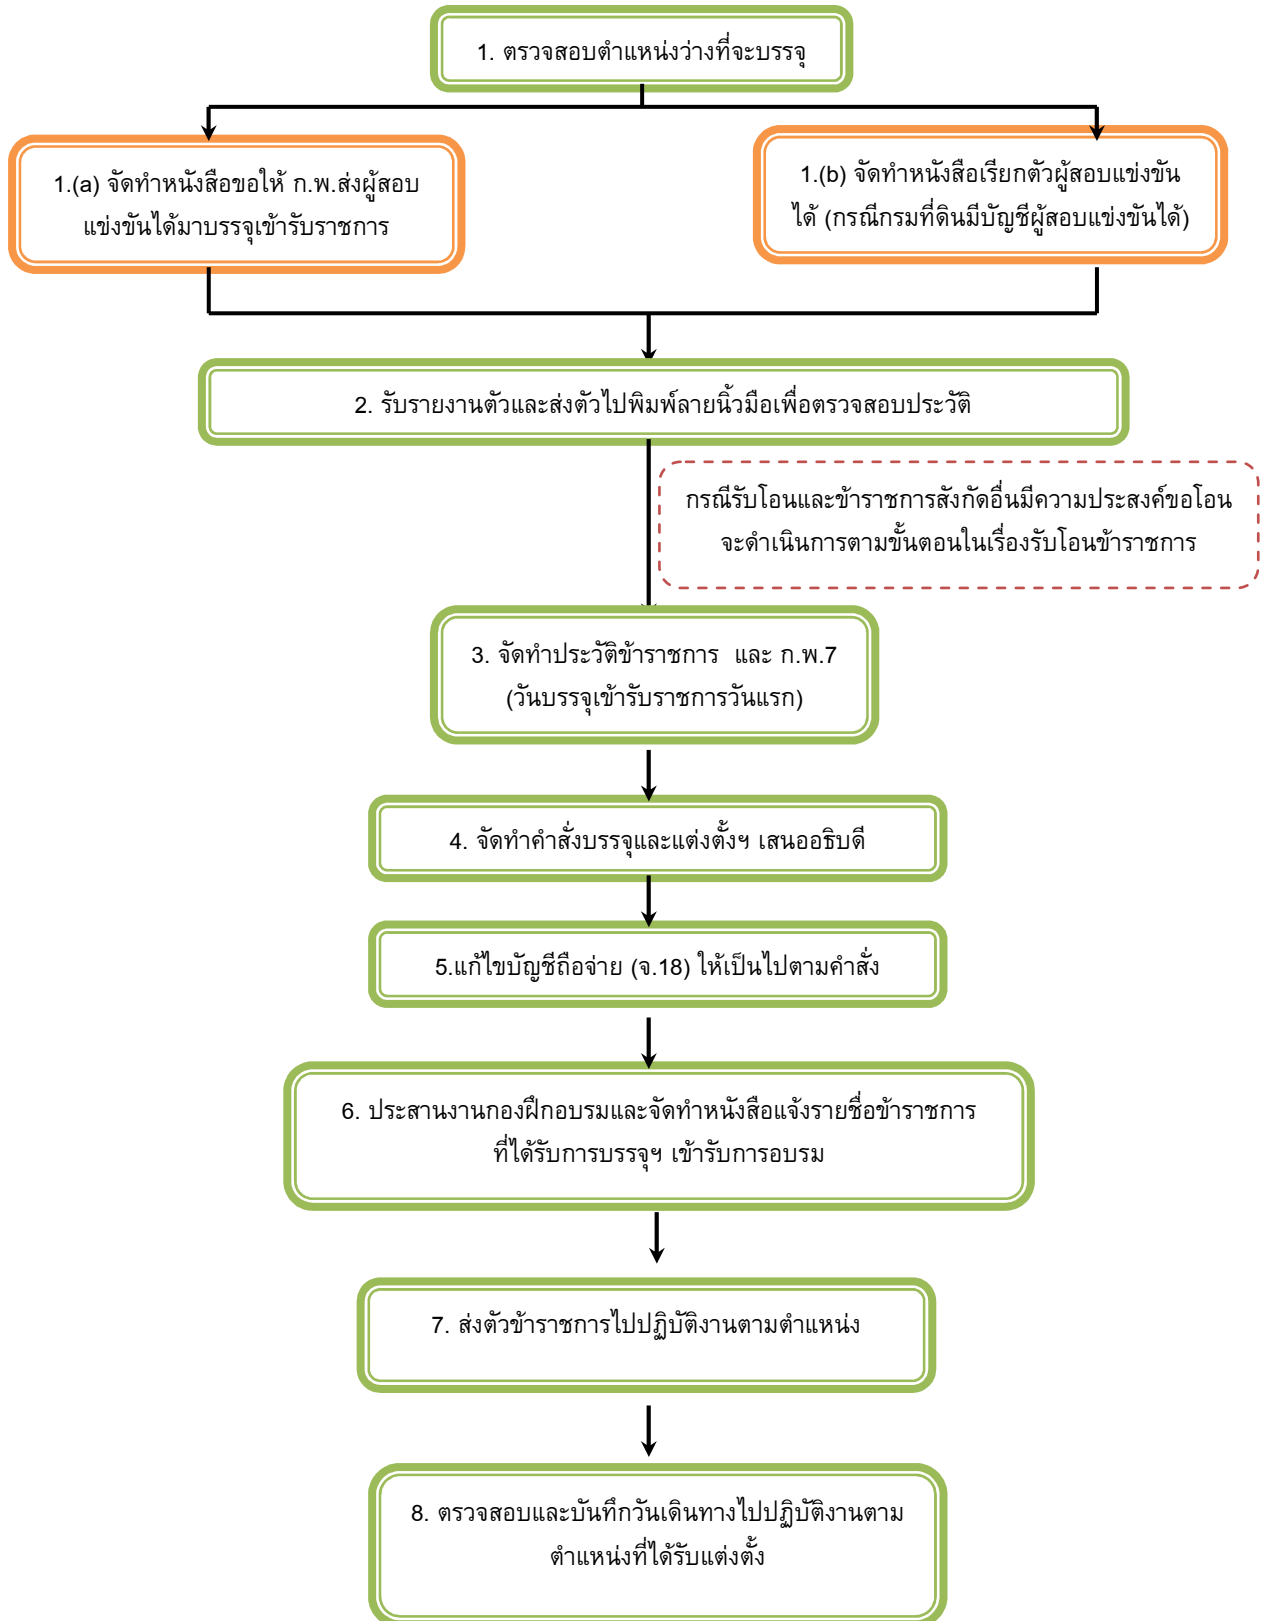 1. ตรวจสอบตำแหน่งว่างที่จะบรรจุ
1.(a) จัดทำหนังสือขอให้ ก.พ.ส่งผู้สอบ
แข่งขันได้มาบรรจุเข้ารับราชการ
1.(b) จัดทำหนังสือเรียกตัวผู้สอบแข่งขัน
ได้ (กรณีกรมที่ดินมีบัญชีผู้สอบแข่งขันได้)
2. รับรายงานตัวและส่งตัวไปพิมพ์ลายนิ้วมือเพื่อตรวจสอบประวัติ
กรณีรับโอนและข้าราชการสังกัดอื่นมีความประสงค์ขอโอน
จะดำเนินการตามขั้นตอนในเรื่องรับโอนข้าราชการ
3. จัดทำประวัติข้าราชการ  และ ก.พ.7
(วันบรรจุเข้ารับราชการวันแรก)
4. จัดทำคำสั่งบรรจุและแต่งตั้งฯ เสนออธิบดี
5.แก้ไขบัญชีถือจ่าย (จ.18) ให้เป็นไปตามคำสั่ง
6. ประสานงานกองฝึกอบรมและจัดทำหนังสือแจ้งรายชื่อข้าราชการ
ที่ได้รับการบรรจุฯ เข้ารับการอบรม
7. ส่งตัวข้าราชการไปปฏิบัติงานตามตำแหน่ง
8. ตรวจสอบและบันทึกวันเดินทางไปปฏิบัติงานตาม
ตำแหน่งที่ได้รับแต่งตั้ง